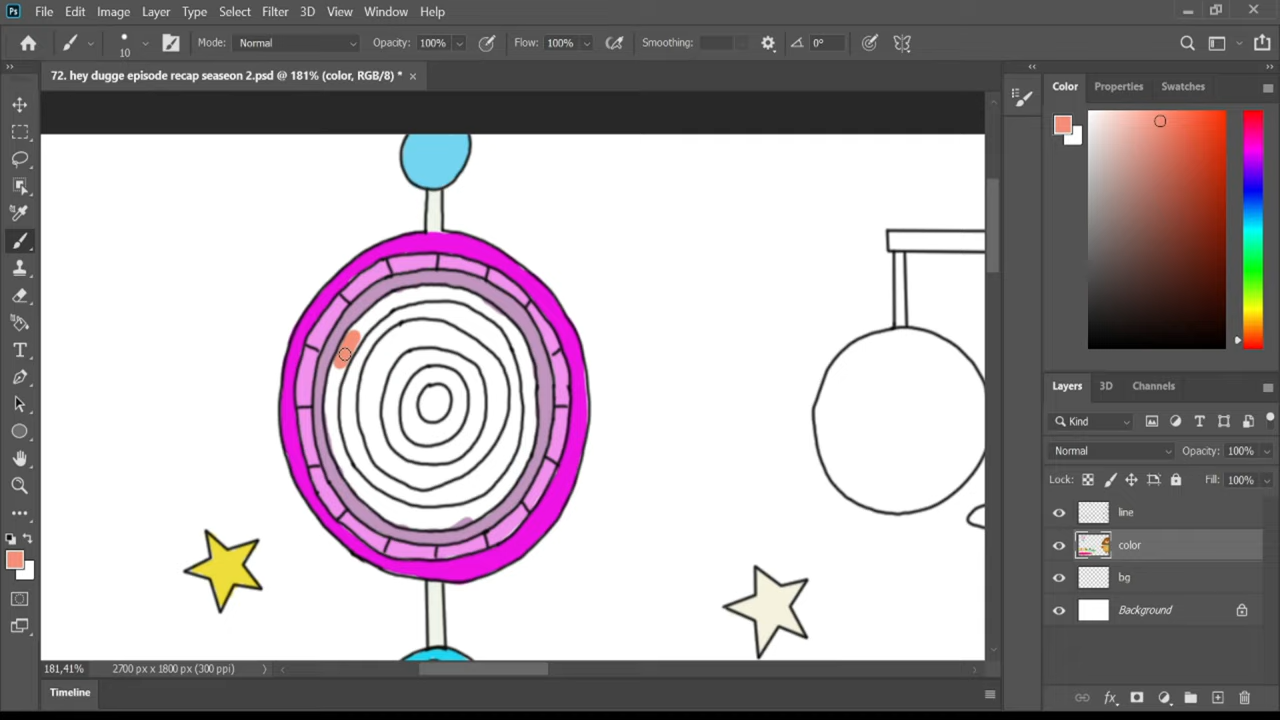 Ps File Edit Image Layer Type Select Filter 3D View Window Help
10 Mode: Normal Opacity: 100% Flow: 100% Smoothing: 0°
72. hey dugge episode recap seaseon 2.psd @ 181% (color, RGB/8) *
Color Properties Swatches
Layers 3D Channels
Kind
Normal Opacity: 100%
Lock: Fill: 100%
line
color
bg
Background
181,41% 2700 px x 1800 px (300 ppi)
Timeline
fx